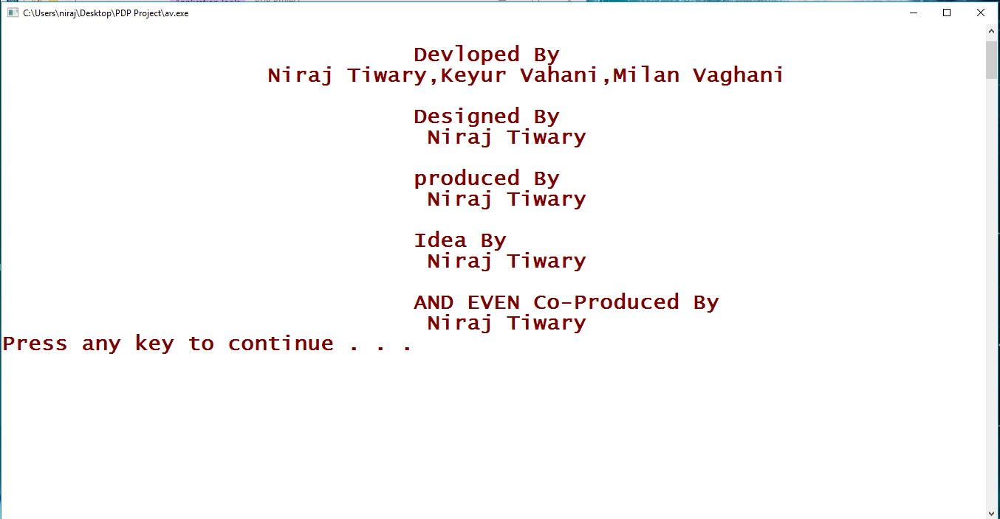 C:\Users\niraj\Desktop\PDP Project\av.exe
Devloped By
Niraj Tiwary,Keyur Vahani,Milan Vaghani
Designed By
Niraj Tiwary
produced By
Niraj Tiwary
Idea By
Niraj Tiwary
AND EVEN Co-Produced By
Niraj Tiwary
Press any key to continue . . .